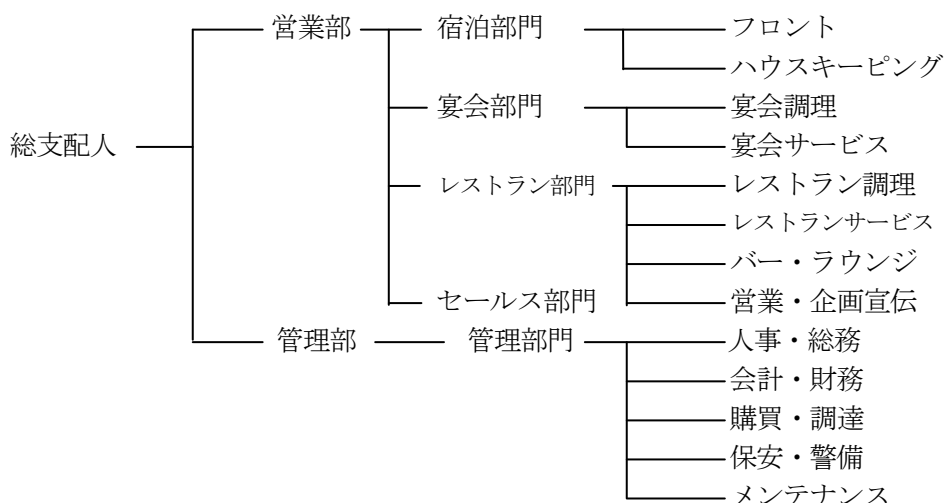 営業部 宿泊部門 フロント
ハウスキーピング
宴会部門 宴会調理
総支配人 宴会サービス
レストラン部門 レストラン調理
レストランサービス
バー・ラウンジ
セールス部門 営業・企画宣伝
管理部 管理部門 人事・総務
会計・財務
購買・調達
保安・警備
メンテナンス